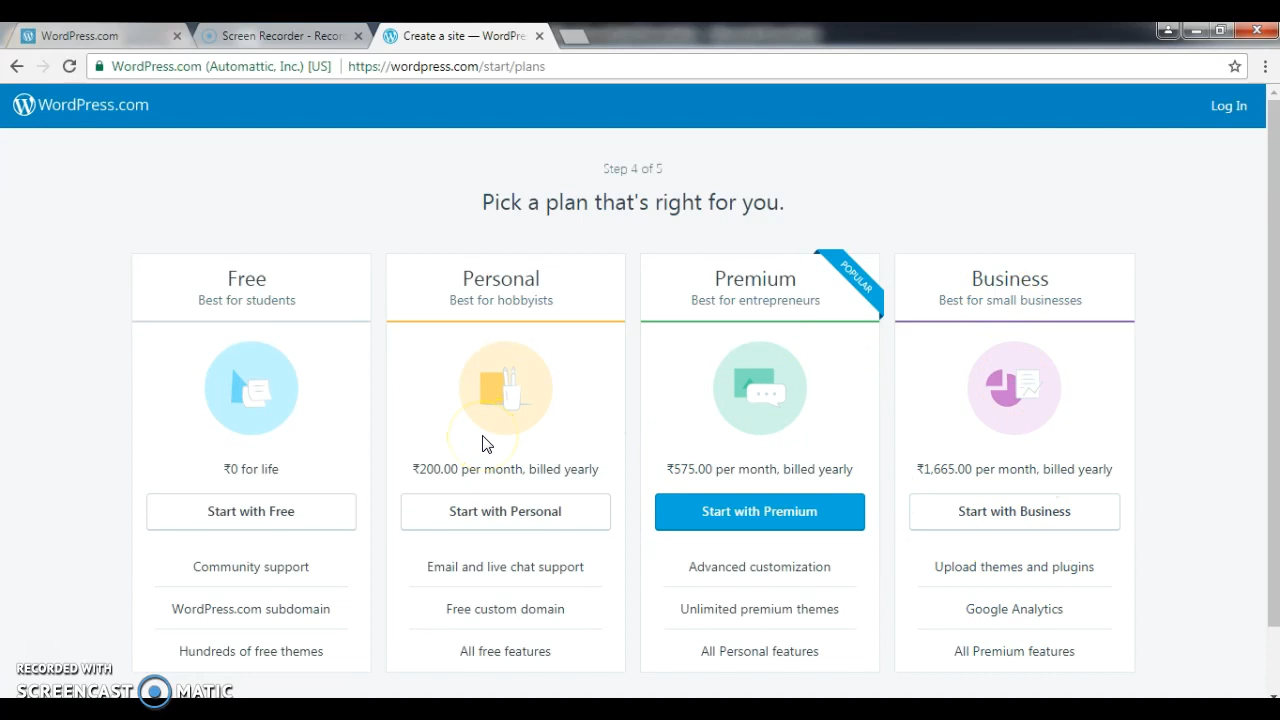 WordPress.com
Screen Recorder - Recor
Create a site — WordPre
WordPress.com (Automattic, Inc.) [US]
https://wordpress.com/start/plans
WordPress.com
Log In
Step 4 of 5
Pick a plan that's right for you.
Free
Best for students
₹0 for life
Start with Free
Community support
WordPress.com subdomain
Hundreds of free themes
Personal
Best for hobbyists
₹200.00 per month, billed yearly
Start with Personal
Email and live chat support
Free custom domain
All free features
POPULAR
Premium
Best for entrepreneurs
₹575.00 per month, billed yearly
Start with Premium
Advanced customization
Unlimited premium themes
All Personal features
Business
Best for small businesses
₹1,665.00 per month, billed yearly
Start with Business
Upload themes and plugins
Google Analytics
All Premium features
RECORDED WITH
SCREENCAST MATIC